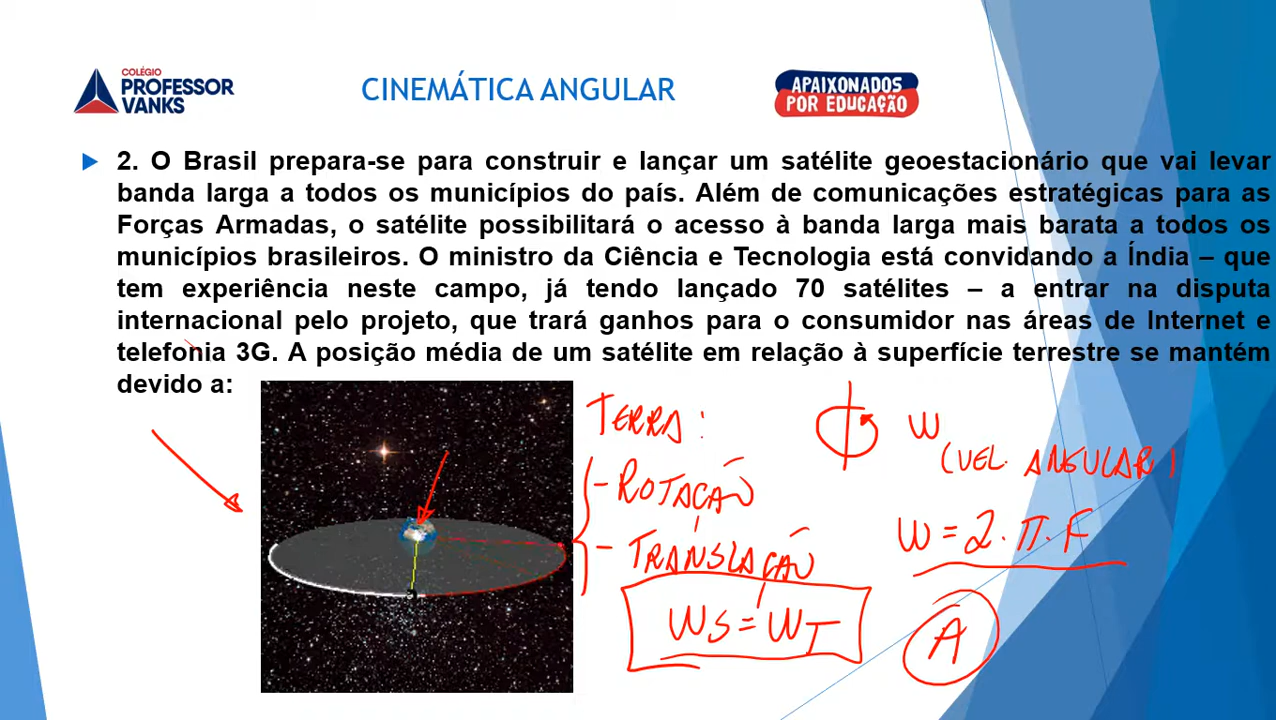 COLÉGIO
PROFESSOR
VANKS
CINEMÁTICA ANGULAR
APAIXONADOS
POR EDUCAÇÃO
2. O Brasil prepara-se para construir e lançar um satélite geoestacionário que vai levar
banda larga a todos os municípios do país. Além de comunicações estratégicas para as
Forças Armadas, o satélite possibilitará o acesso à banda larga mais barata a todos os
municípios brasileiros. O ministro da Ciência e Tecnologia está convidando a Índia – que
tem experiência neste campo, já tendo lançado 70 satélites – a entrar na disputa
internacional pelo projeto, que trará ganhos para o consumidor nas áreas de Internet e
telefonia 3G. A posição média de um satélite em relação à superfície terrestre se mantém
devido a:
TERRA:
- ROTAÇÃO
- TRANSLAÇÃO
WS = WT
W
(VEL. ANGULAR)
W = 2.π.F
A